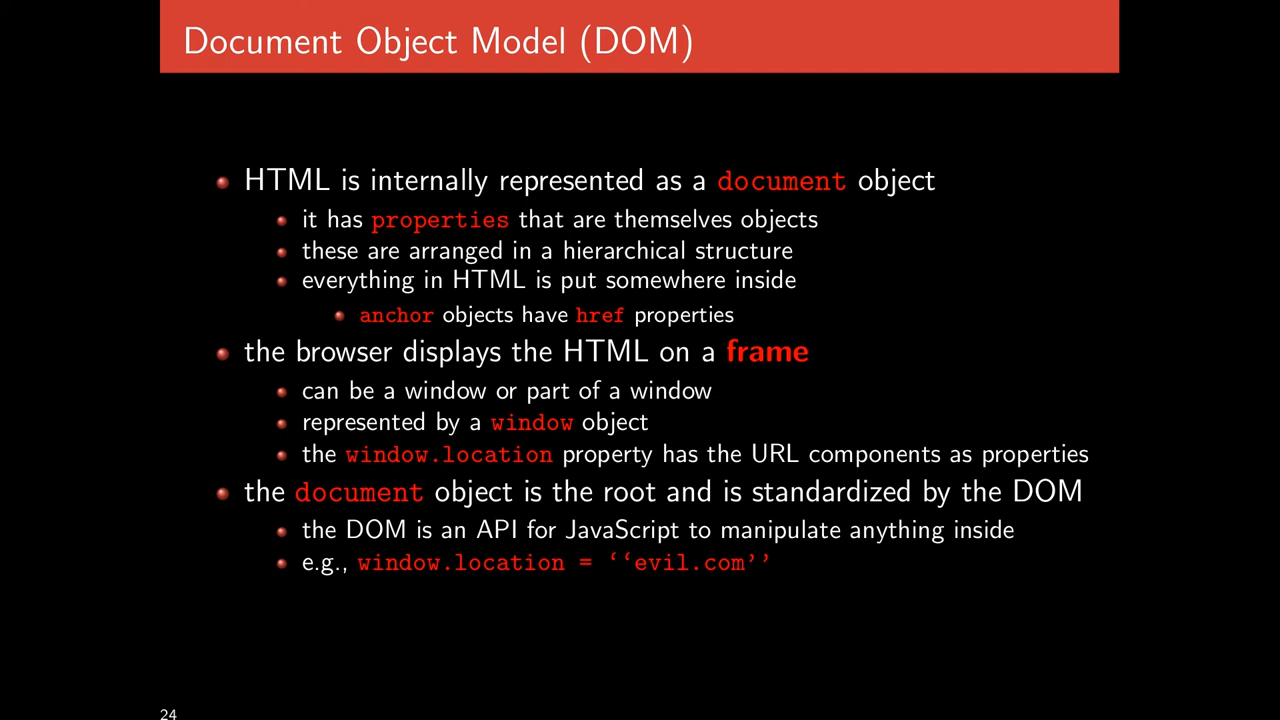 Document Object Model (DOM)
HTML is internally represented as a document object
it has properties that are themselves objects
these are arranged in a hierarchical structure
everything in HTML is put somewhere inside
anchor objects have href properties
the browser displays the HTML on a frame
can be a window or part of a window
represented by a window object
the window.location property has the URL components as properties
the document object is the root and is standardized by the DOM
the DOM is an API for JavaScript to manipulate anything inside
e.g., window.location = ‘‘evil.com’’
24